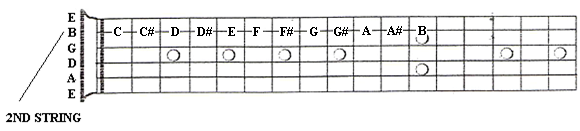 E
B C C# D D# E F F# G G# A A# B
G
D
A
E
2ND STRING